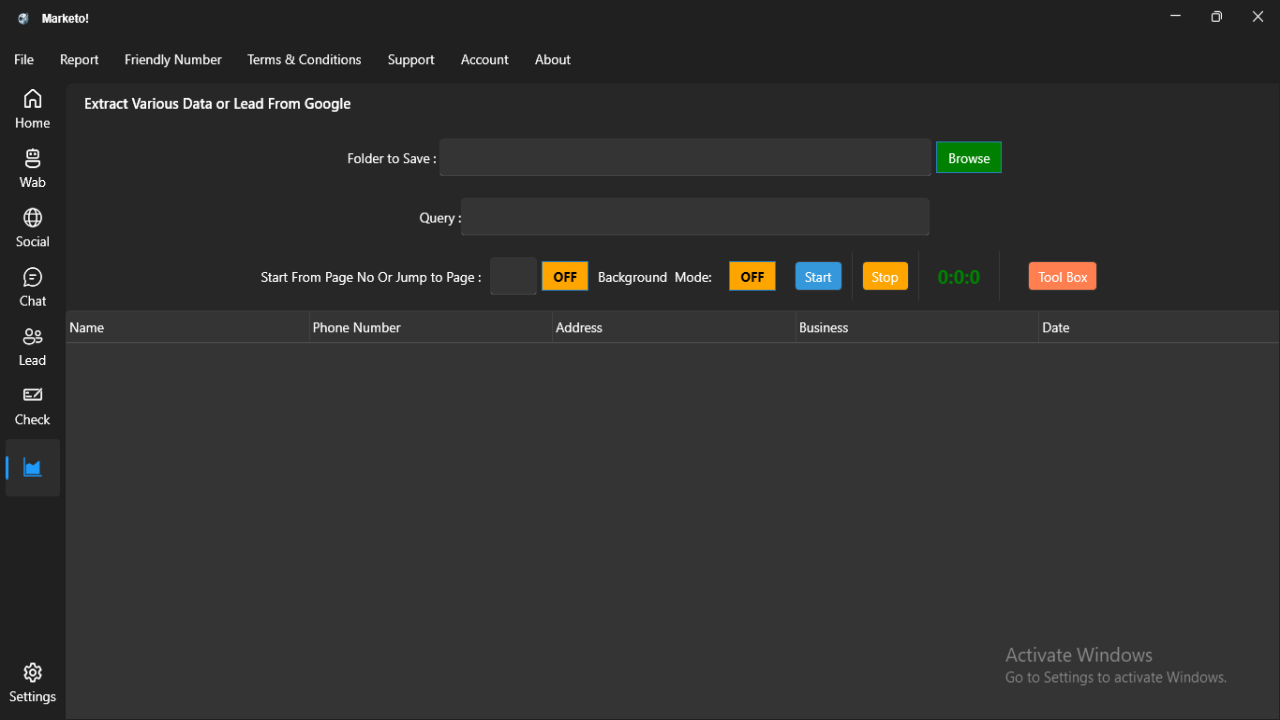 Marketo!
File Report Friendly Number Terms & Conditions Support Account About
Home
Wab
Social
Chat
Lead
Check
Settings
Extract Various Data or Lead From Google
Folder to Save : Browse
Query :
Start From Page No Or Jump to Page : OFF Background Mode: OFF Start Stop 0:0:0 Tool Box
Name Phone Number Address Business Date
Activate Windows
Go to Settings to activate Windows.